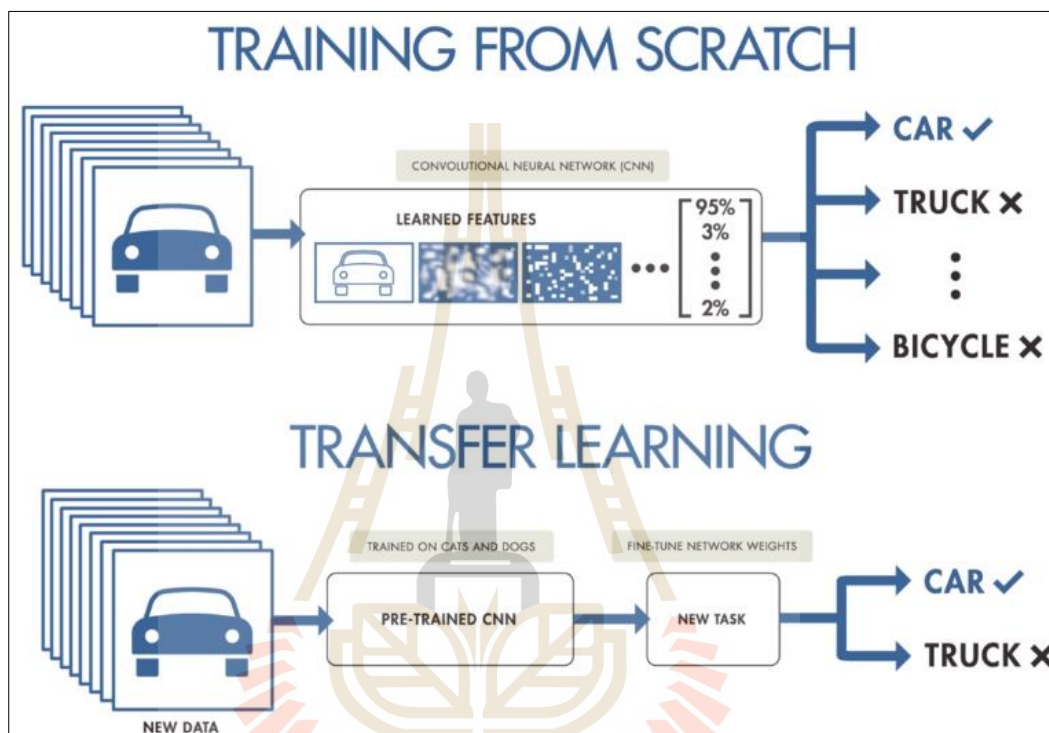 TRAINING FROM SCRATCH
CONVOLUTIONAL NEURAL NETWORK (CNN)
LEARNED FEATURES
95%
3%
2%
CAR
TRUCK
BICYCLE
TRANSFER LEARNING
TRAINED ON CATS AND DOGS
FINE-TUNE NETWORK WEIGHTS
PRE-TRAINED CNN
NEW TASK
CAR
TRUCK
NEW DATA